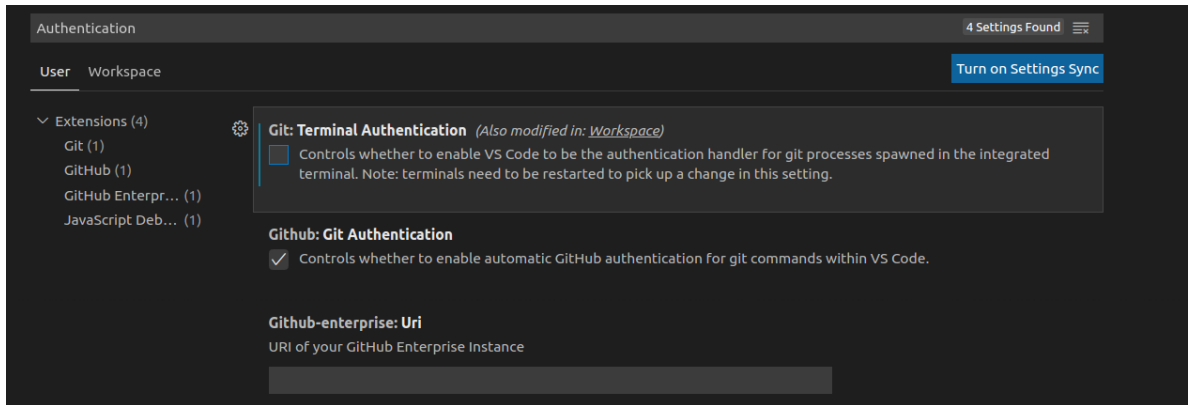 Authentication
4 Settings Found
User Workspace
Turn on Settings Sync
Extensions (4)
Git (1)
GitHub (1)
GitHub Enterpr... (1)
JavaScript Deb... (1)
Git: Terminal Authentication (Also modified in: Workspace)
Controls whether to enable VS Code to be the authentication handler for git processes spawned in the integrated
terminal. Note: terminals need to be restarted to pick up a change in this setting.
Github: Git Authentication
Controls whether to enable automatic GitHub authentication for git commands within VS Code.
Github-enterprise: Uri
URI of your GitHub Enterprise Instance